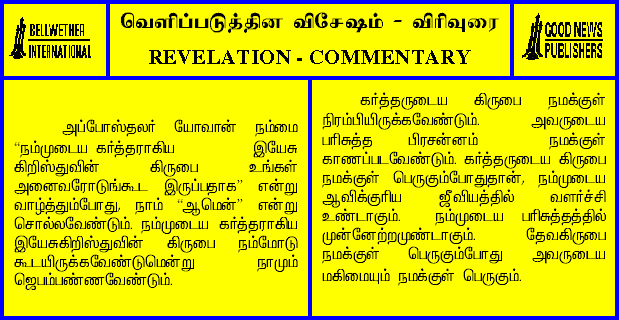 BELLWETHER
INTERNATIONAL
வெளிப்படுத்தின விசேஷம் - விரிவுரை
REVELATION - COMMENTARY
GOOD NEWS
PUBLISHERS
அப்போஸ்தலர் யோவான் நம்மை
“நம்முடைய கர்த்தராகிய இயேசு
கிறிஸ்துவின் கிருபை உங்கள்
அனைவரோடுங்கூட இருப்பதாக” என்று
வாழ்த்தும்போது, நாம் “ஆமென்” என்று
சொல்லவேண்டும். நம்முடைய கர்த்தராகிய
இயேசுகிறிஸ்துவின் கிருபை நம்மோடு
கூடயிருக்கவேண்டுமென்று நாமும்
ஜெபம்பண்ணவேண்டும்.
கர்த்தருடைய கிருபை நமக்குள்
நிரம்பியிருக்கவேண்டும். அவருடைய
பரிசுத்த பிரசன்னம் நமக்குள்
காணப்படவேண்டும். கர்த்தருடைய கிருபை
நமக்குள் பெருகும்போதுதான், நம்முடைய
ஆவிக்குரிய ஜீவியத்தில் வளர்ச்சி
உண்டாகும். நம்முடைய பரிசுத்தத்தில்
முன்னேற்றமுண்டாகும். தேவகிருபை
நமக்குள் பெருகும்போது அவருடைய
மகிமையும் நமக்குள் பெருகும்.